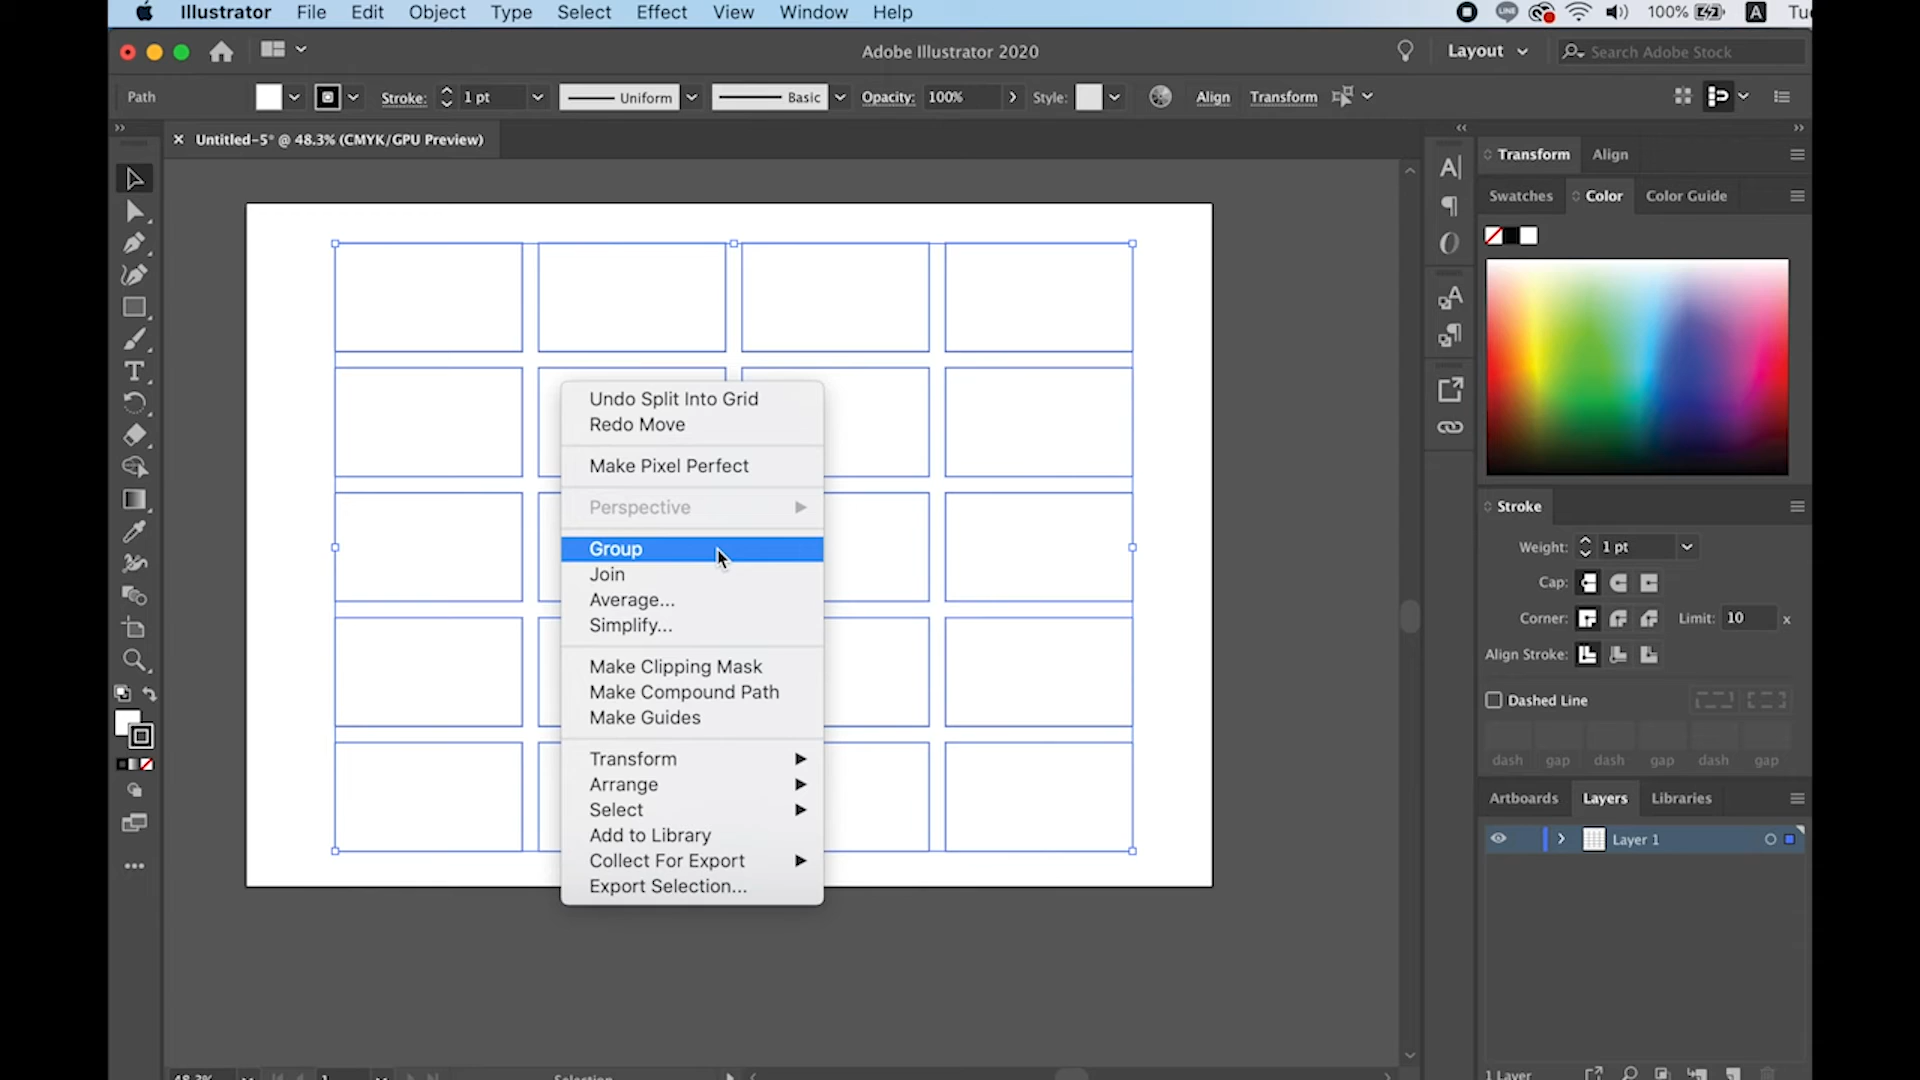 Illustrator File Edit Object Type Select Effect View Window Help
LINE 100% A Tu
Adobe Illustrator 2020
Layout
Search Adobe Stock
Path
Stroke: 1 pt Uniform Basic Opacity: 100% Style: Align Transform
× Untitled-5* @ 48.3% (CMYK/GPU Preview)
Transform Align
Swatches Color Color Guide
Undo Split Into Grid
Redo Move
Make Pixel Perfect
Perspective
Group
Join
Average...
Simplify...
Make Clipping Mask
Make Compound Path
Make Guides
Transform
Arrange
Select
Add to Library
Collect For Export
Export Selection...
Stroke
Weight: 1 pt
Cap:
Corner: Limit: 10 x
Align Stroke:
Dashed Line
dash gap dash gap dash gap
Artboards Layers Libraries
Layer 1
48.3% 1 Selection
1 Layer